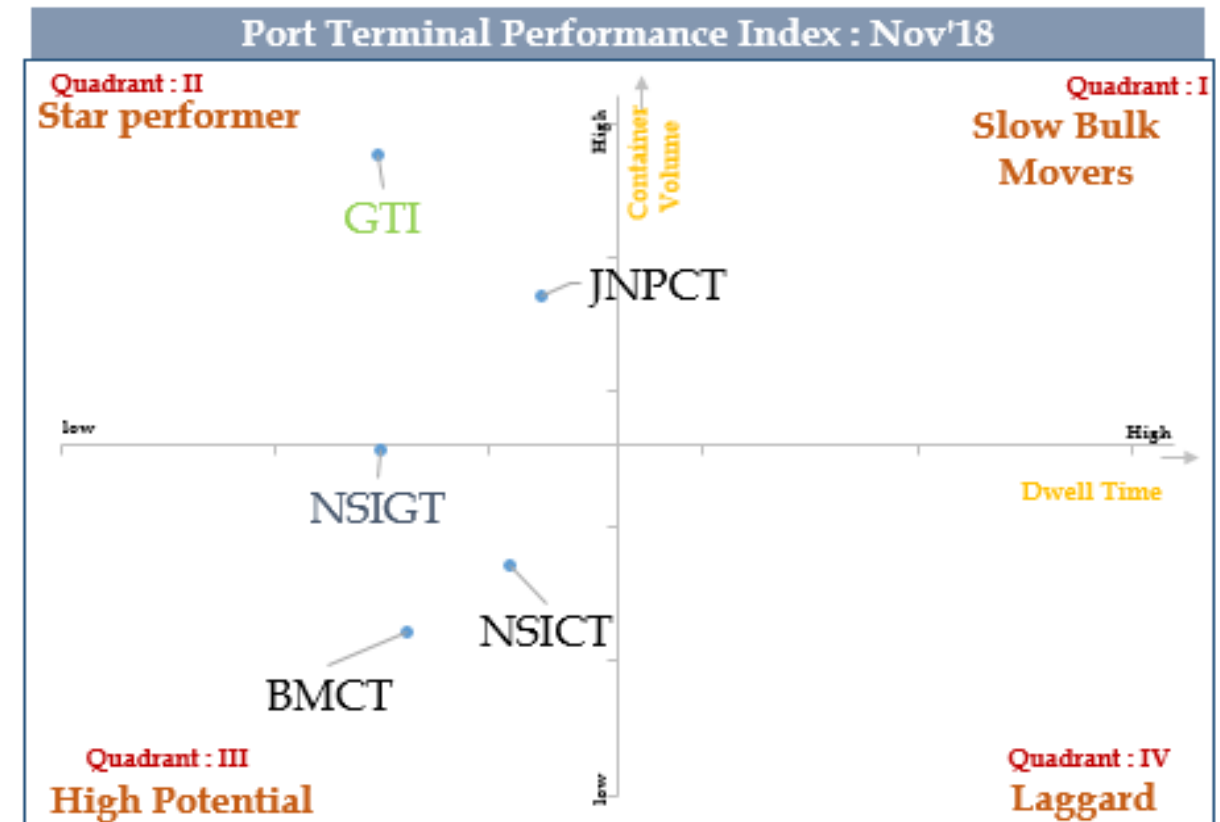 Port Terminal Performance Index : Nov'18
Quadrant : II
Star performer
Quadrant : I
Slow Bulk
Movers
High
Container
Volume
GTI
JNPCT
low
High
Dwell Time
NSIGT
NSICT
BMCT
Quadrant : III
High Potential
low
Quadrant : IV
Laggard